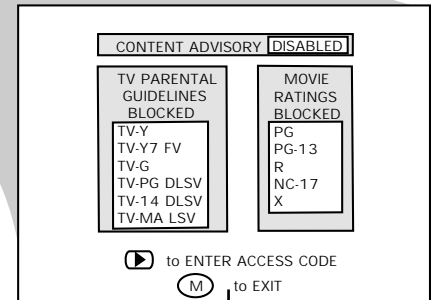 CONTENT ADVISORY DISABLED
TV PARENTAL
GUIDELINES
BLOCKED
TV-Y
TV-Y7 FV
TV-G
TV-PG DLSV
TV-14 DLSV
TV-MA LSV
MOVIE
RATINGS
BLOCKED
PG
PG-13
R
NC-17
X
to ENTER ACCESS CODE
M to EXIT